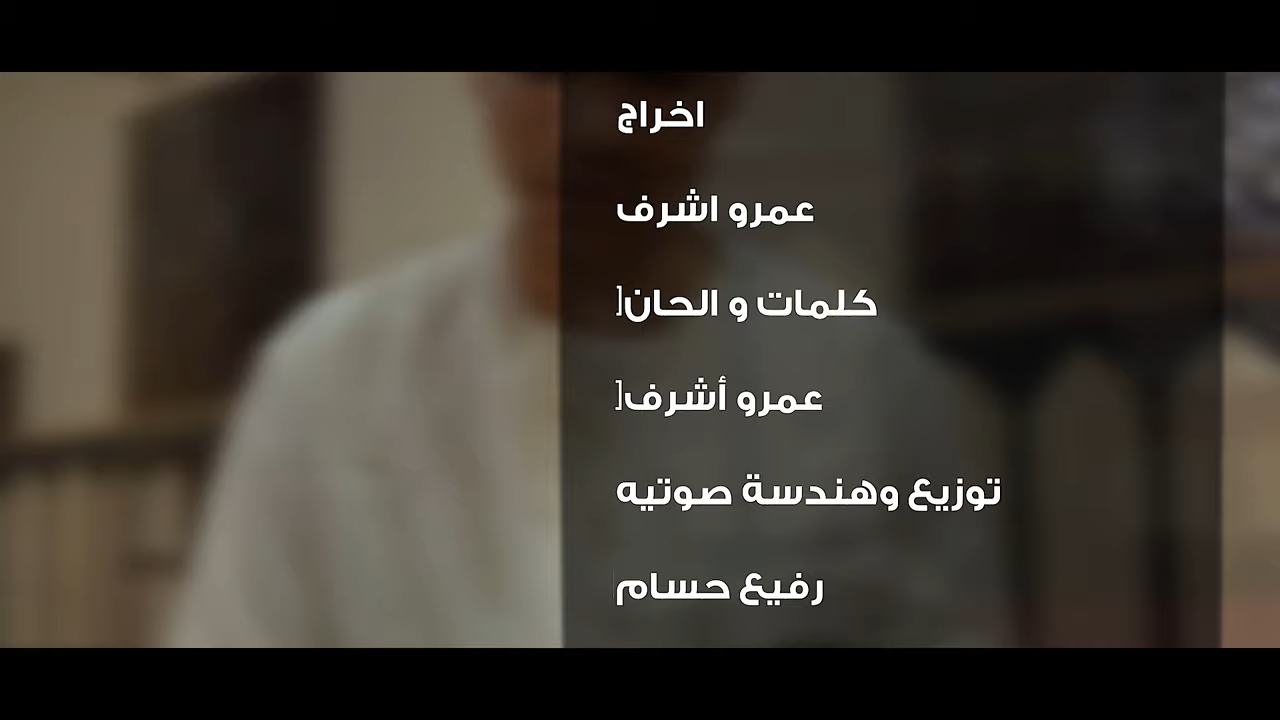 اخراج
عمرو اشرف
كلمات و الحان[
عمرو أشرف[
توزيع وهندسة صوتيه
رفيع حسام